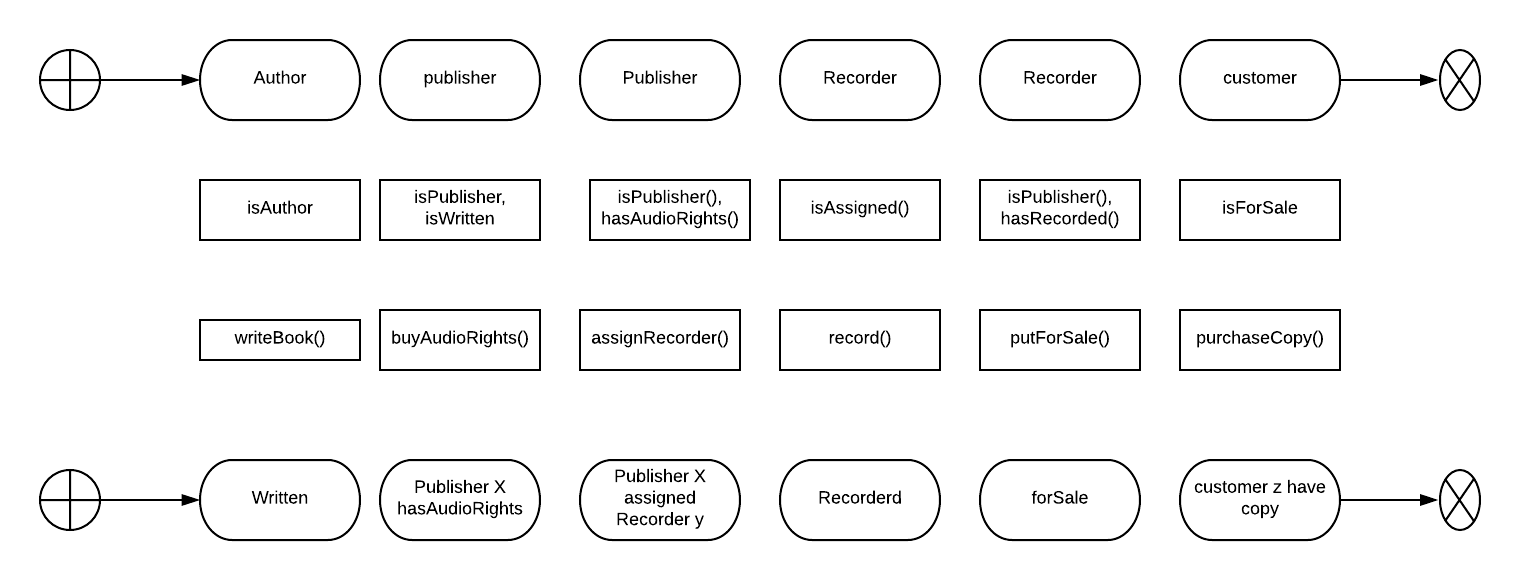 Author
publisher
Publisher
Recorder
Recorder
customer
isAuthor
isPublisher,
isWritten
isPublisher(),
hasAudioRights()
isAssigned()
isPublisher(),
hasRecorded()
isForSale
writeBook()
buyAudioRights()
assignRecorder()
record()
putForSale()
purchaseCopy()
Written
Publisher X
hasAudioRights
Publisher X
assigned
Recorder y
Recorderd
forSale
customer z have
copy